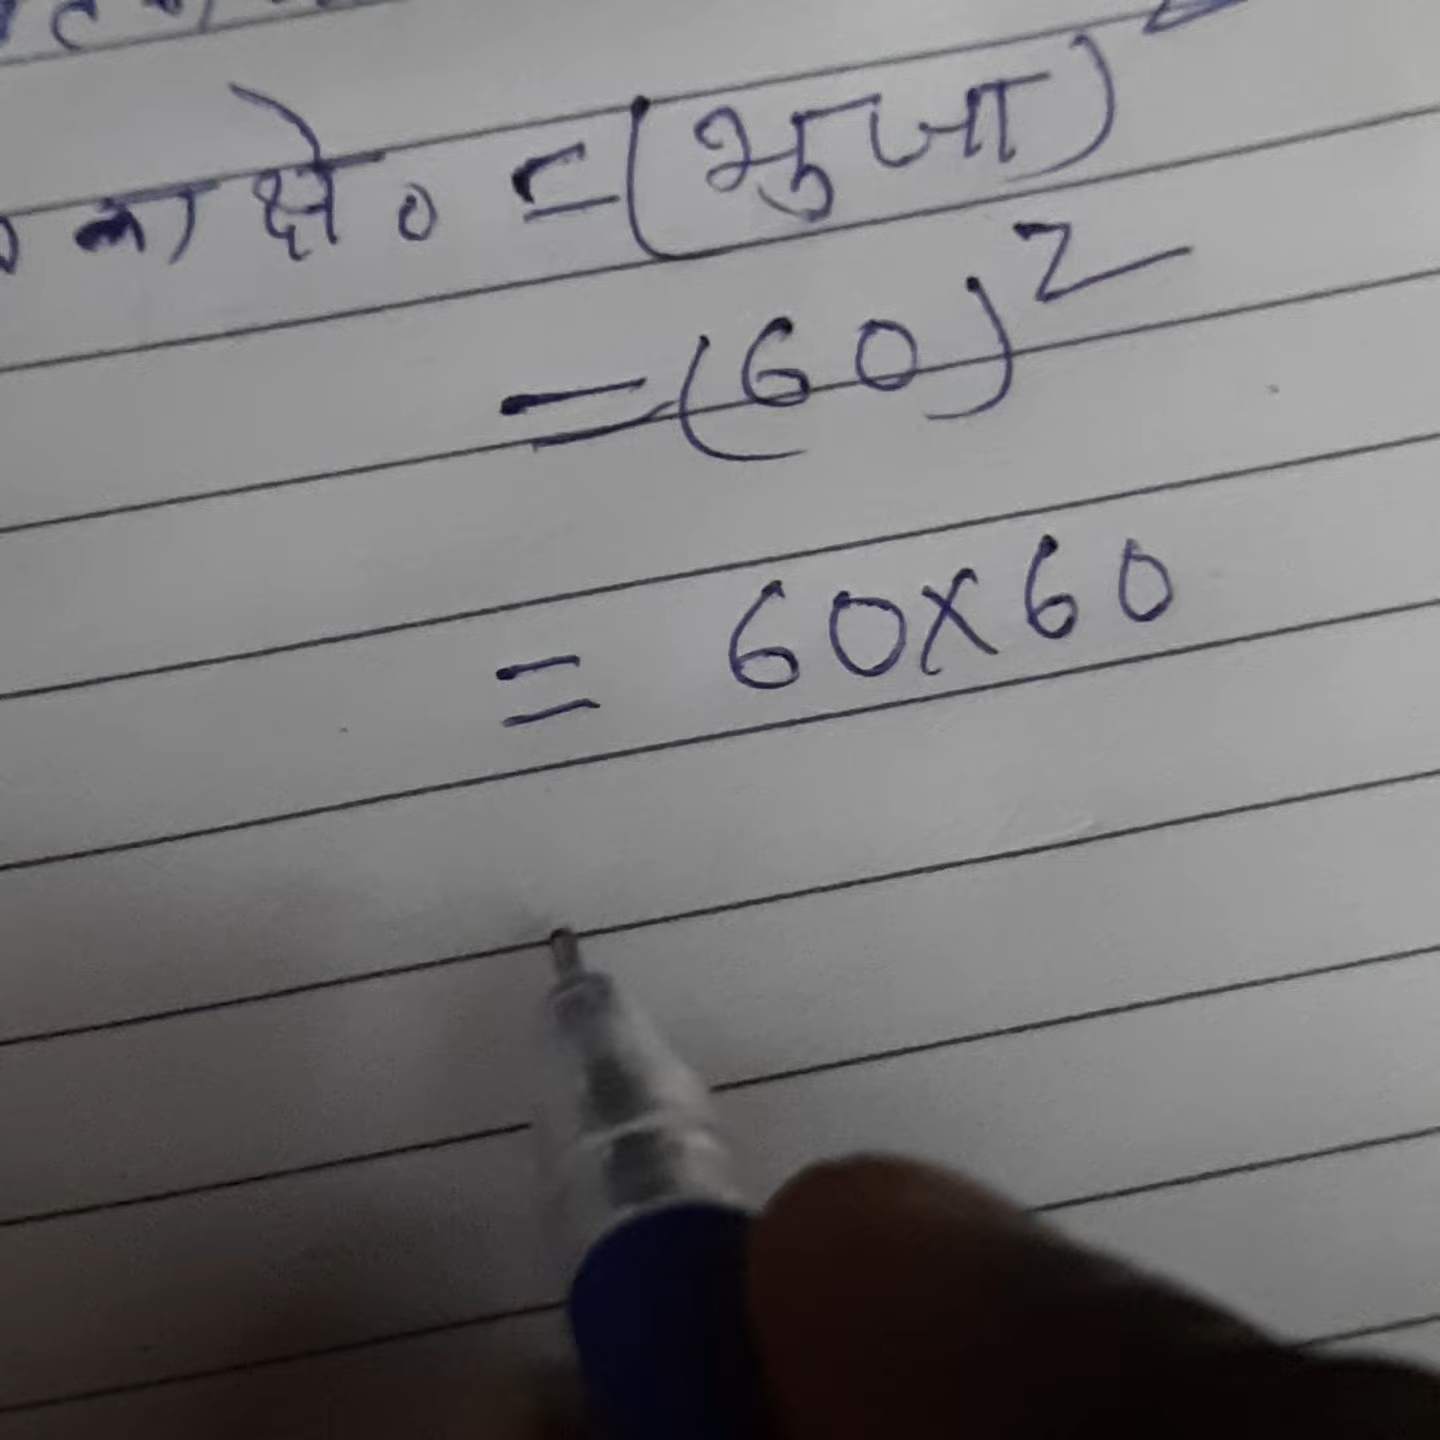 का क्षे० = (भुजा)²
= (60)²
= 60×60